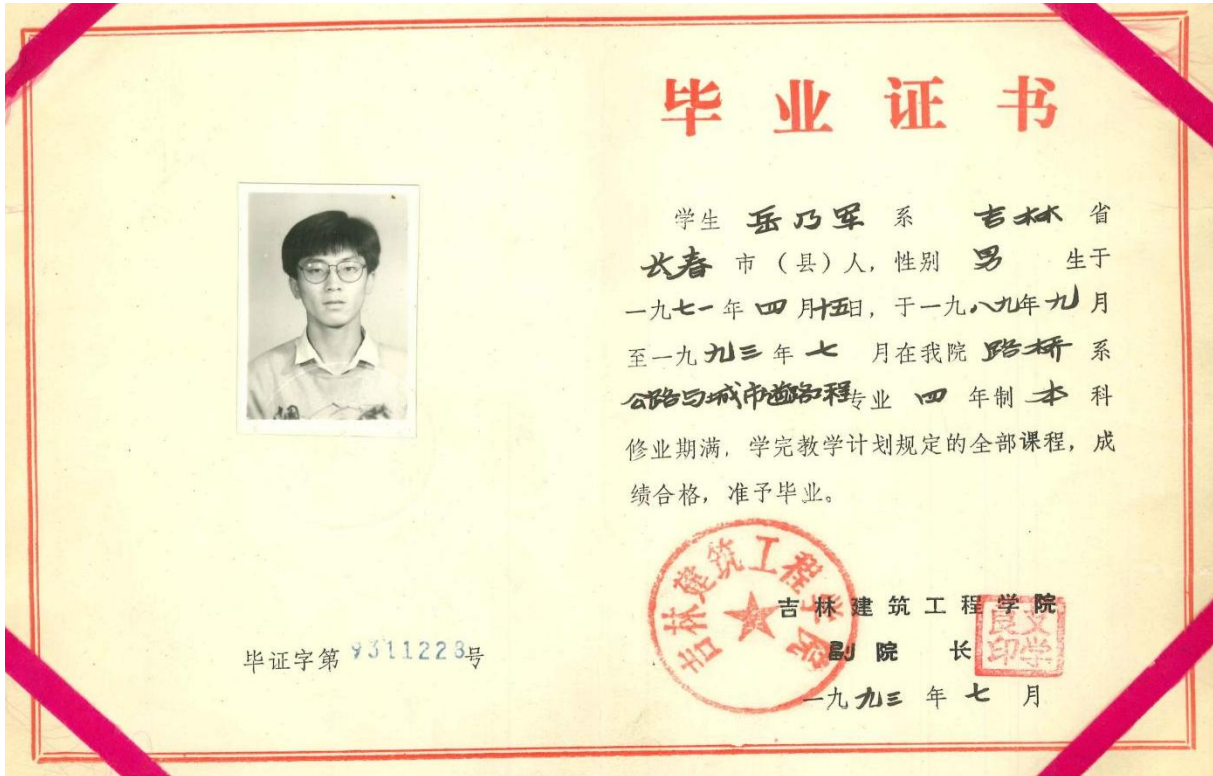 毕业证书
学生 岳乃军 系 吉林 省
长春 市（县）人，性别 男 生于
一九七一年 四 月十五日，于一九八九年九月
至一九九三年 七 月在我院 路桥 系
公路与城市道路工程专业 四 年制 本 科
修业期满，学完教学计划规定的全部课程，成
绩合格，准予毕业。
吉林建筑工程学院
吉林建筑工程学院
副院 长
一九九三 年 七 月
毕证字第 9311228号